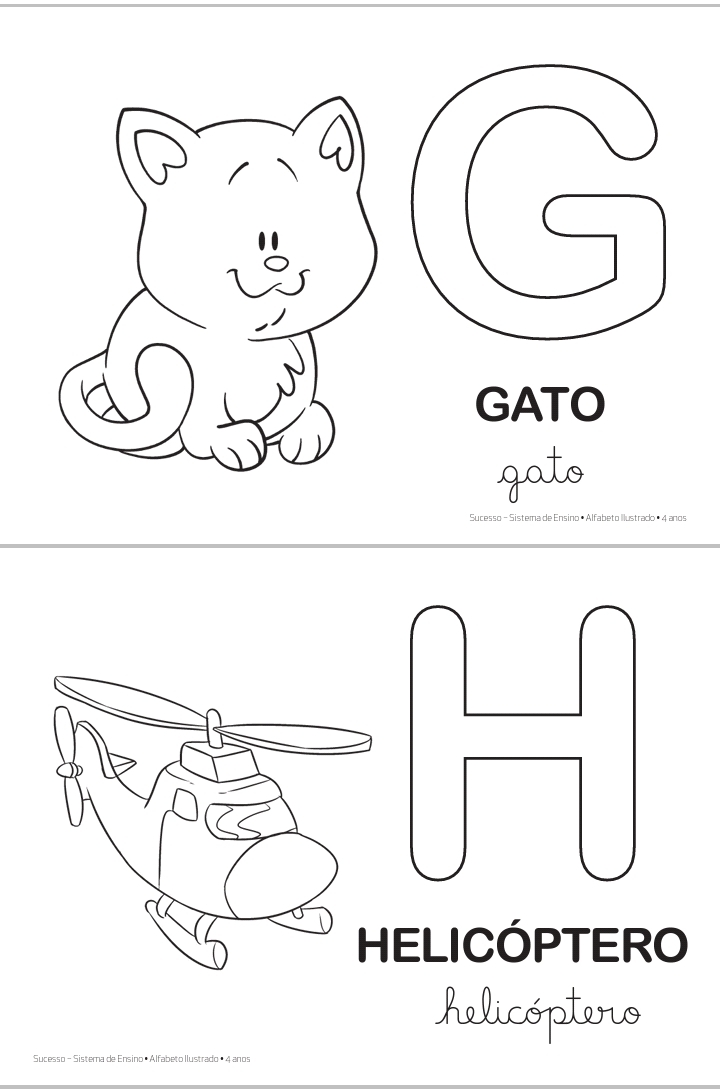 G
GATO
gato
Sucesso – Sistema de Ensino • Alfabeto Ilustrado • 4 anos
H
HELICÓPTERO
helicóptero
Sucesso – Sistema de Ensino • Alfabeto Ilustrado • 4 anos